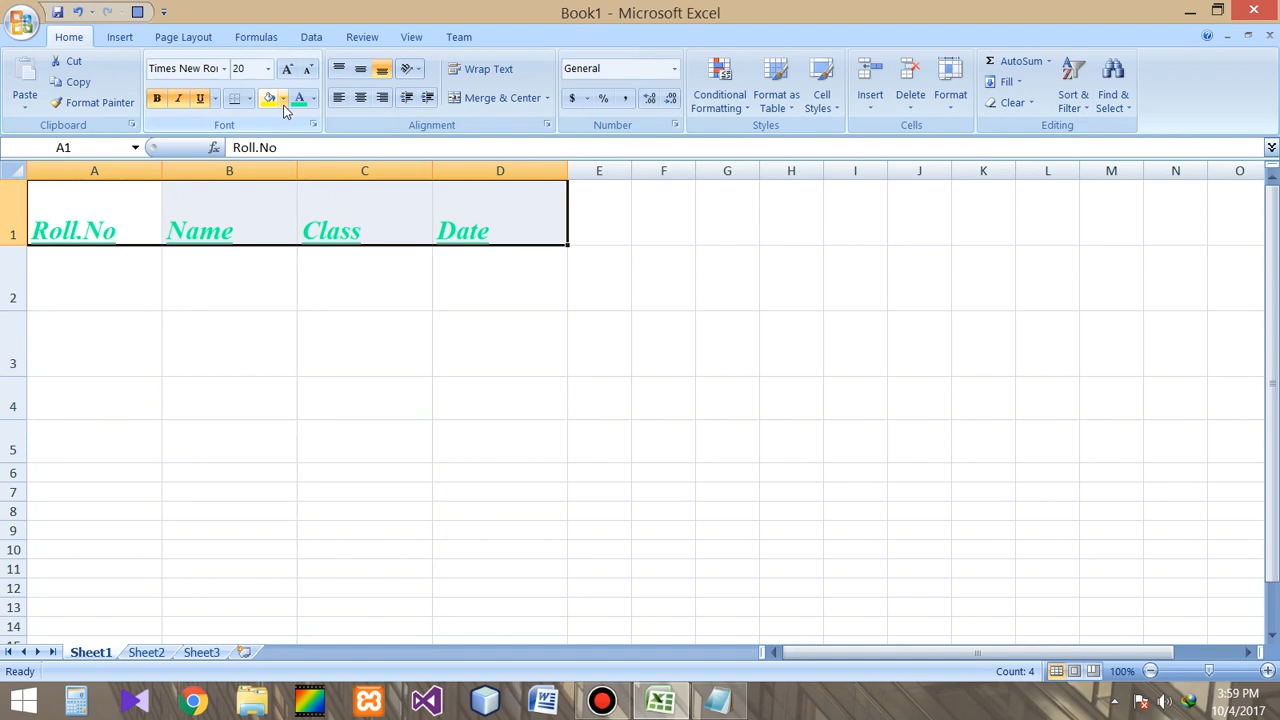 Book1 - Microsoft Excel
Home Insert Page Layout Formulas Data Review View Team
Paste
Cut
Copy
Format Painter
Clipboard
Times New Ro 20
B I U A
Font
Wrap Text
Merge & Center
Alignment
General
$ % ,
Number
Conditional Formatting
Format as Table
Cell Styles
Styles
Insert Delete Format
Cells
AutoSum
Fill
Clear
Sort & Filter
Find & Select
Editing
A1 fx Roll.No
A B C D E F G H I J K L M N O
1 Roll.No Name Class Date
2
3
4
5
6
7
8
9
10
11
12
13
14
Sheet1 Sheet2 Sheet3
Ready Count: 4 100%
3:59 PM
10/4/2017